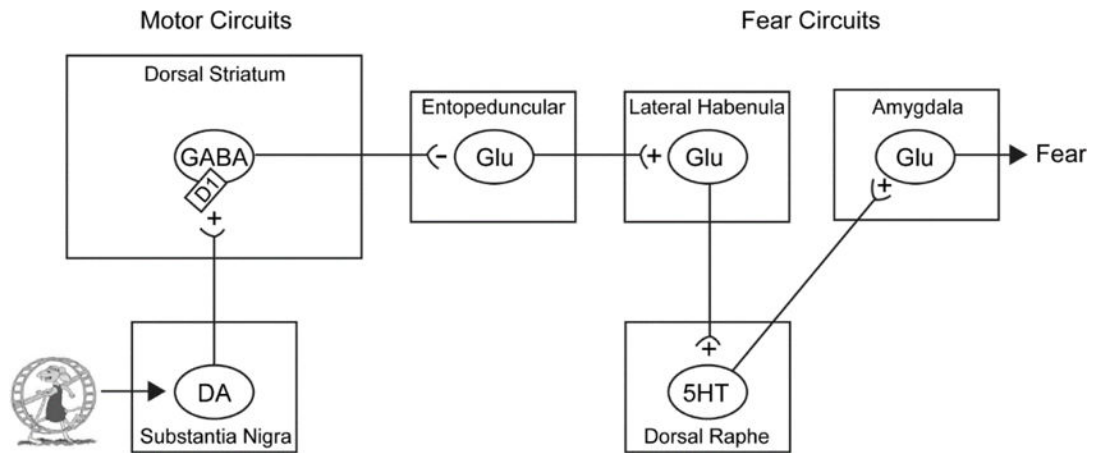 Motor Circuits
Fear Circuits
Dorsal Striatum
GABA
D1
+
Entopeduncular
-
Glu
Lateral Habenula
+
Glu
Amygdala
Glu
+
Fear
DA
Substantia Nigra
+
5HT
Dorsal Raphe